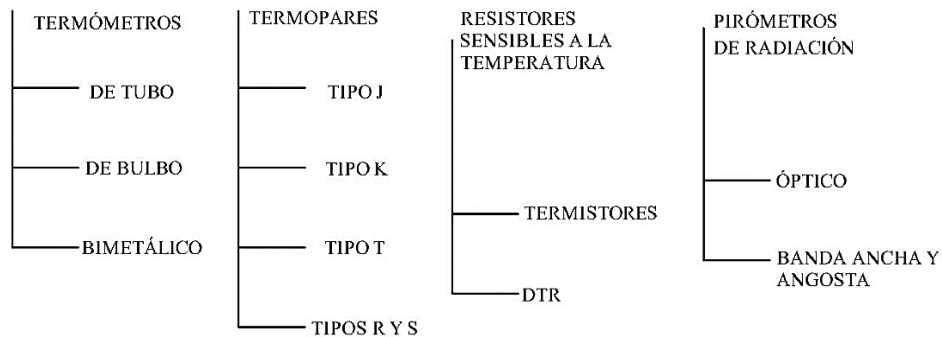 TERMÓMETROS
DE TUBO
DE BULBO
BIMETÁLICO
TERMOPARES
TIPO J
TIPO K
TIPO T
TIPOS R Y S
RESISTORES
SENSIBLES A LA
TEMPERATURA
TERMISTORES
DTR
PIRÓMETROS
DE RADIACIÓN
ÓPTICO
BANDA ANCHA Y
ANGOSTA